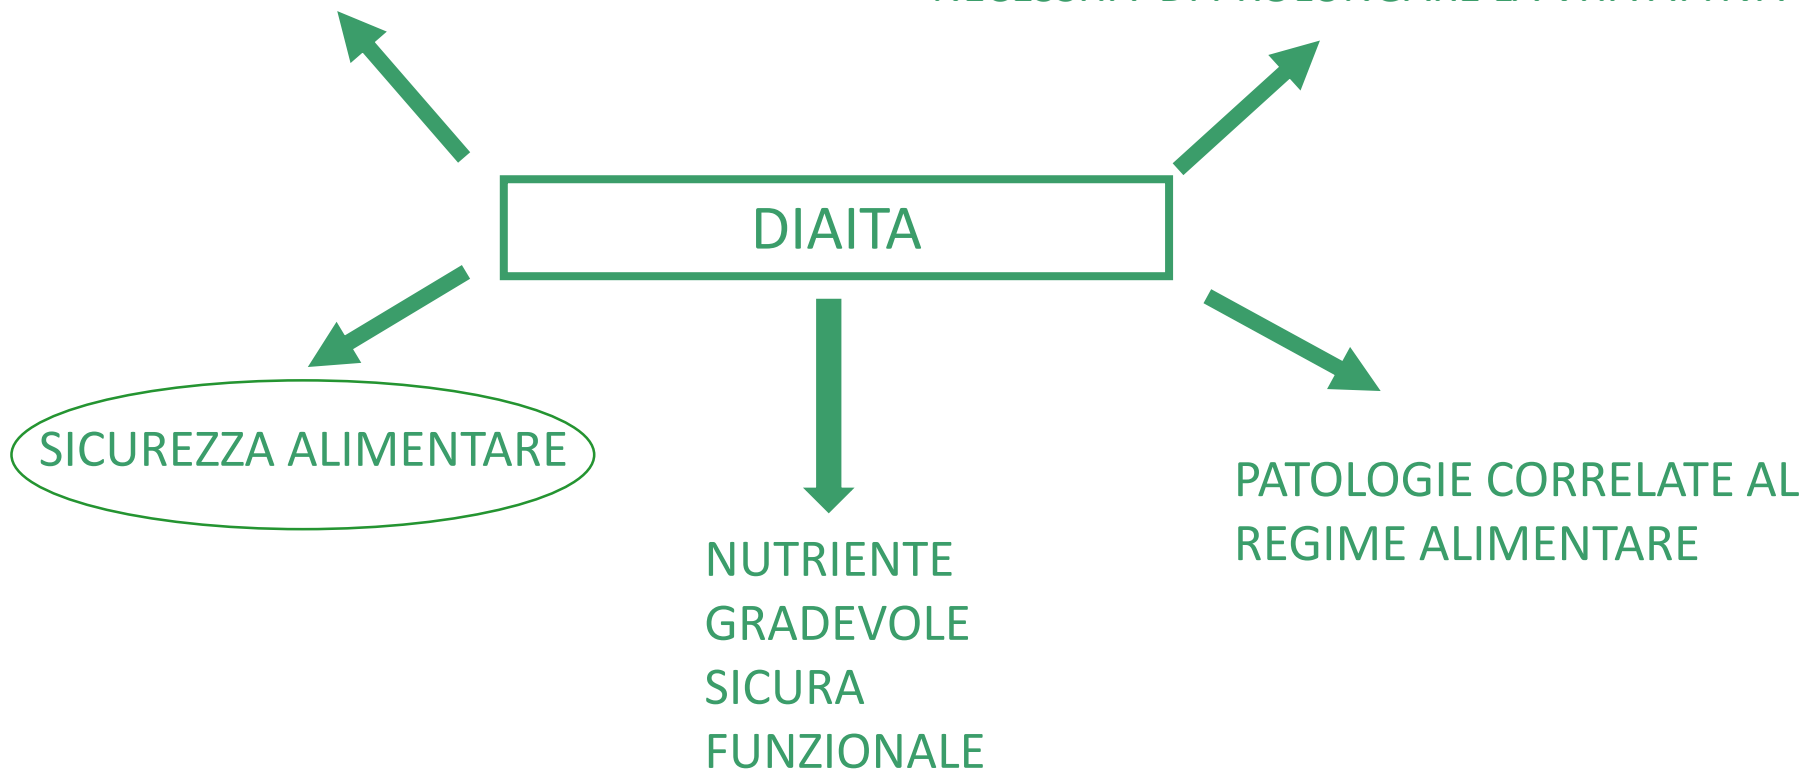 DIAITA
SICUREZZA ALIMENTARE
PATOLOGIE CORRELATE AL
REGIME ALIMENTARE
NUTRIENTE
GRADEVOLE
SICURA
FUNZIONALE